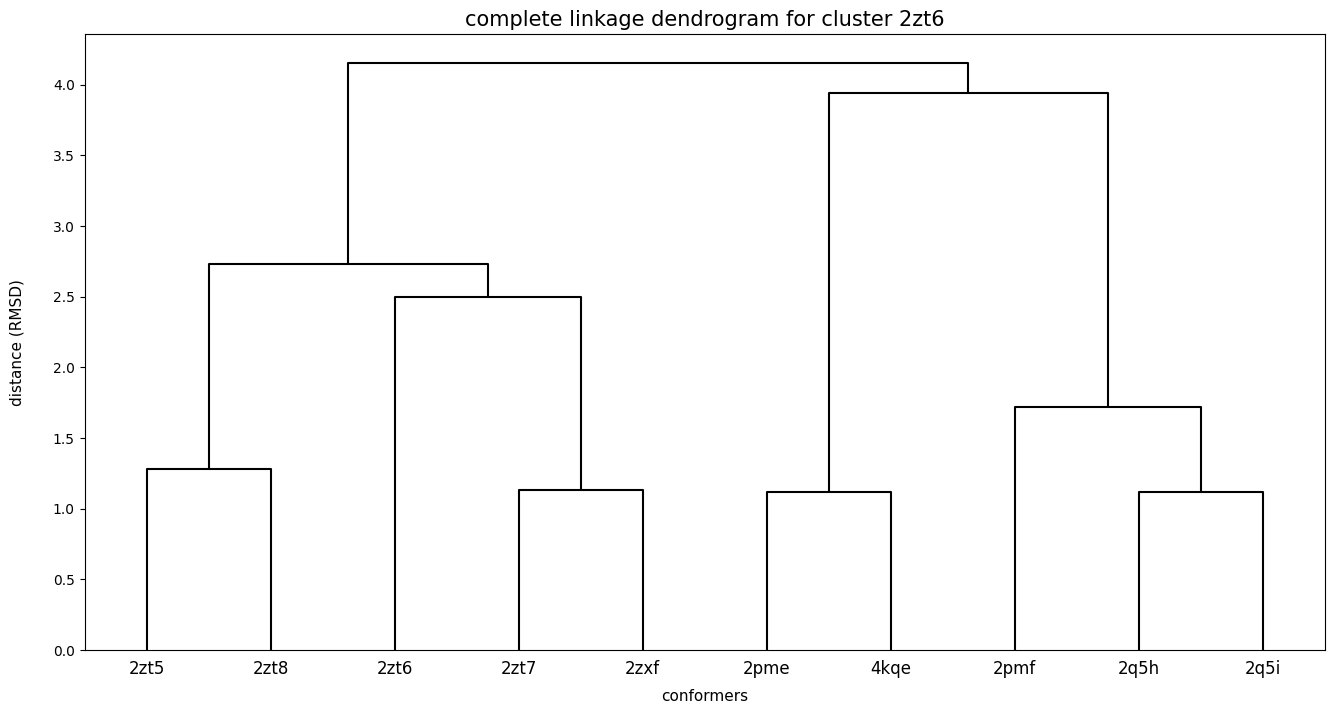 complete linkage dendrogram for cluster 2zt6
4.0
3.5
3.0
2.5
2.0
1.5
1.0
0.5
0.0
distance (RMSD)
2zt5 2zt8 2zt6 2zt7 2zxf 2pme 4kqe 2pmf 2q5h 2q5i
conformers